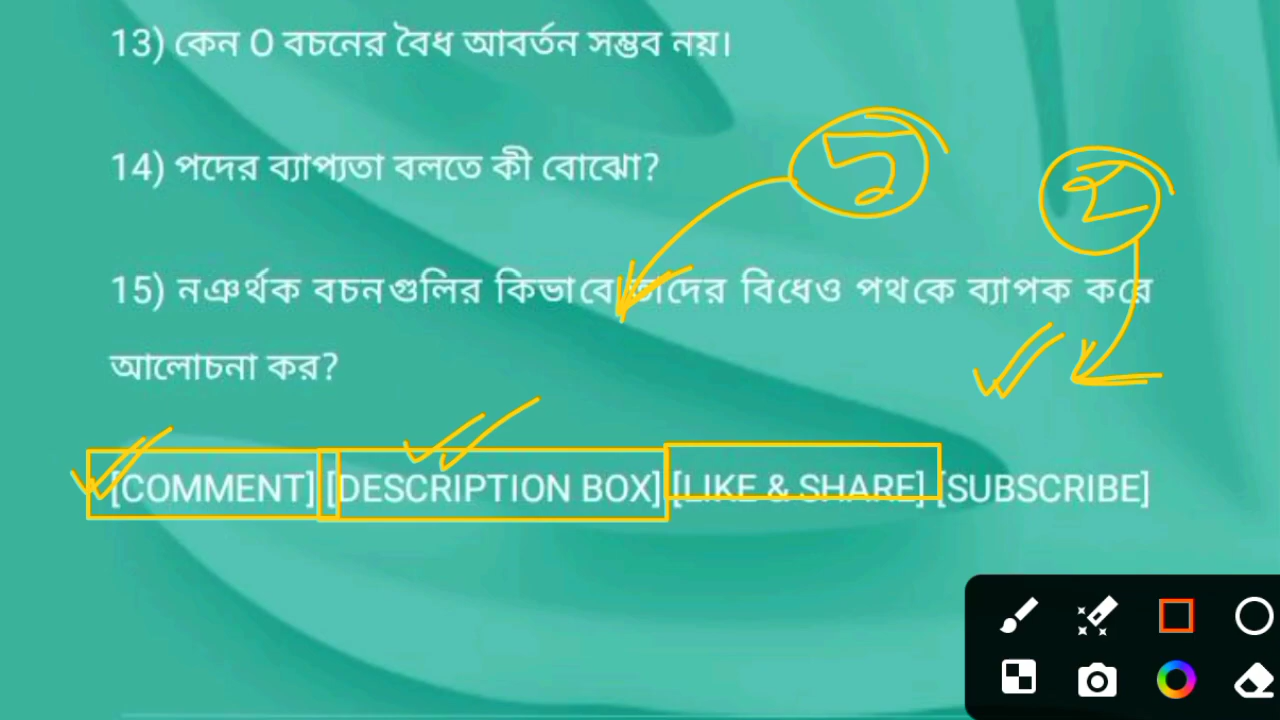 13) কেন O বচনের বৈধ আবর্তন সম্ভব নয়।
14) পদের ব্যাপ্যতা বলতে কী বোঝো?
15) নঞর্থক বচনগুলির কিভাবে তাদের বিধেও পথকে ব্যাপক করে
আলোচনা কর?
[COMMENT] [DESCRIPTION BOX] [LIKE & SHARE] [SUBSCRIBE]